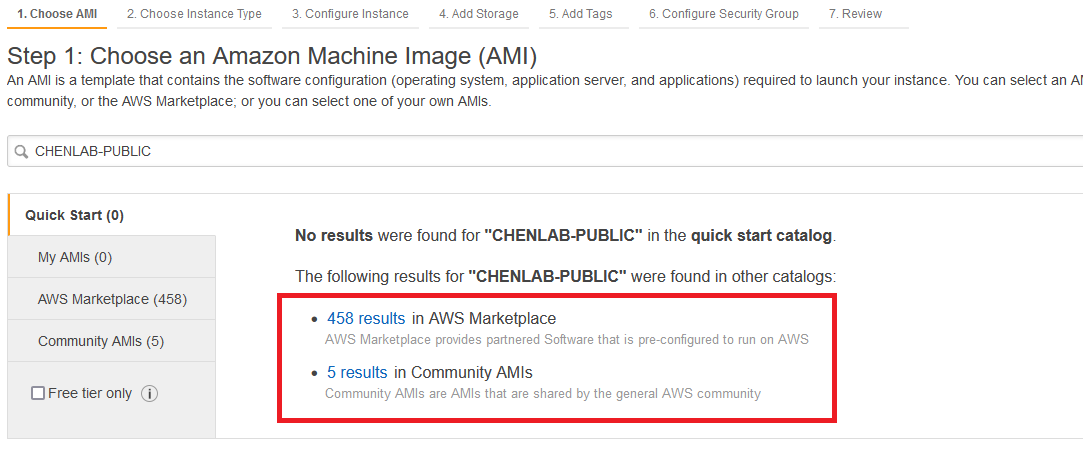 1. Choose AMI 2. Choose Instance Type 3. Configure Instance 4. Add Storage 5. Add Tags 6. Configure Security Group 7. Review
Step 1: Choose an Amazon Machine Image (AMI)
An AMI is a template that contains the software configuration (operating system, application server, and applications) required to launch your instance. You can select an
community, or the AWS Marketplace; or you can select one of your own AMIs.
CHENLAB-PUBLIC
Quick Start (0)
My AMIs (0)
AWS Marketplace (458)
Community AMIs (5)
Free tier only i
No results were found for "CHENLAB-PUBLIC" in the quick start catalog.
The following results for "CHENLAB-PUBLIC" were found in other catalogs:
• 458 results in AWS Marketplace
AWS Marketplace provides partnered Software that is pre-configured to run on AWS
• 5 results in Community AMIs
Community AMIs are AMIs that are shared by the general AWS community